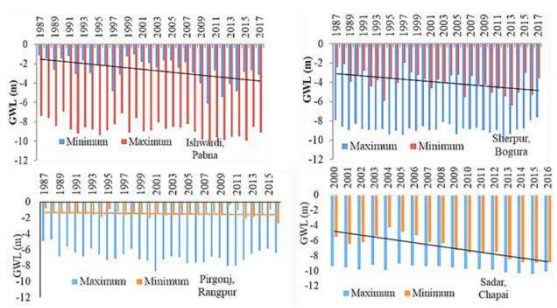 1987 1989 1991 1993 1995 1997 1999 2001 2003 2005 2007 2009 2011 2013 2015 2017
0
-2
-4
-6
-8
-10
-12
GWL (m)
Minimum Maximum Ishwardi,
Pabna
1987 1989 1991 1993 1995 1997 1999 2001 2003 2005 2007 2009 2011 2013 2015 2017
0
-2
-4
-6
-8
-10
-12
GWL (m)
Maximum Minimum Sherpur,
Bogura
1987 1989 1991 1993 1995 1997 1999 2001 2003 2005 2007 2009 2011 2013 2015
0
-2
-4
-6
-8
-10
-12
GWL (m)
Maximum Minimum Pirgonj,
Rangpur
2000 2001 2002 2003 2004 2005 2006 2007 2008 2009 2010 2011 2012 2013 2014 2015 2016
0
-2
-4
-6
-8
-10
-12
GWL (m)
Maximum Minimum Sadar,
Chapai